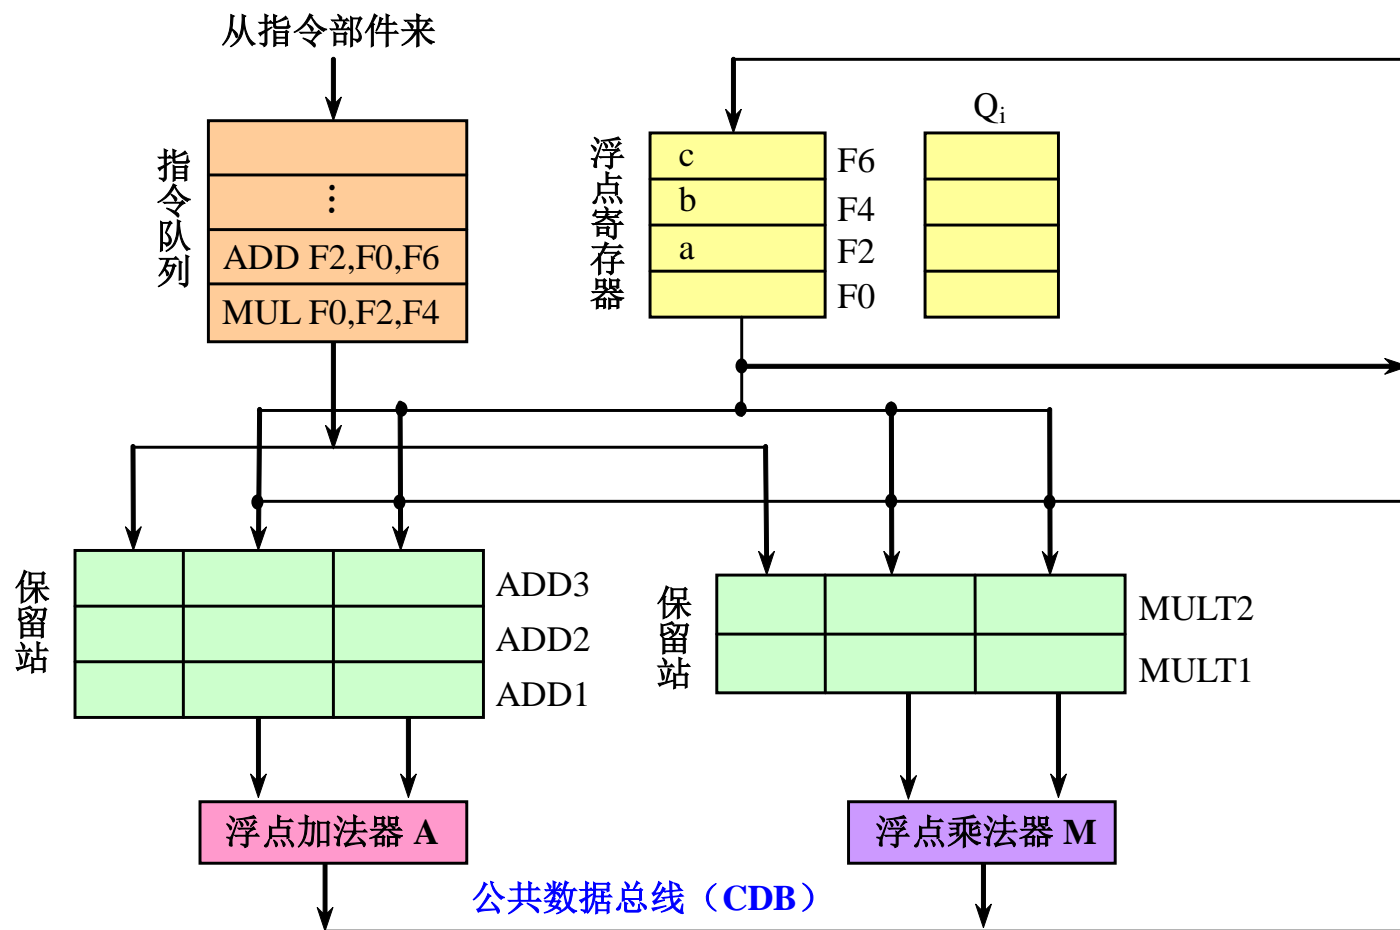 从指令部件来
指令队列
⋮
ADD F2,F0,F6
MUL F0,F2,F4
浮点寄存器
c
b
a
F6
F4
F2
F0
Qi
保留站
ADD3
ADD2
ADD1
保留站
MULT2
MULT1
浮点加法器 A
浮点乘法器 M
公共数据总线（CDB）